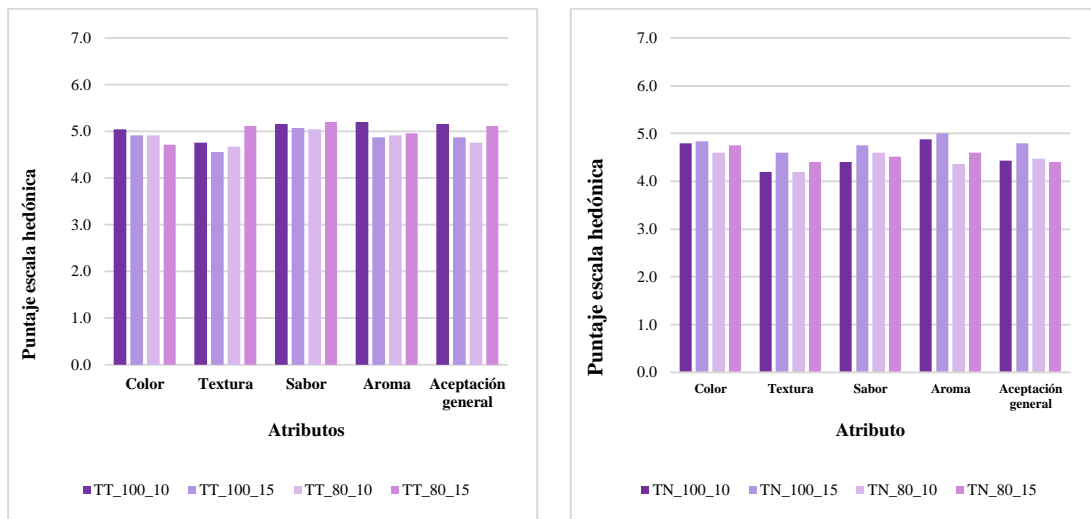 7.0
6.0
5.0
4.0
3.0
2.0
1.0
0.0
Puntaje escala hedónica
Color Textura Sabor Aroma Aceptación
general
Atributos
TT_100_10 TT_100_15 TT_80_10 TT_80_15
7.0
6.0
5.0
4.0
3.0
2.0
1.0
0.0
Puntaje escala hedónica
Color Textura Sabor Aroma Aceptación
general
Atributo
TN_100_10 TN_100_15 TN_80_10 TN_80_15